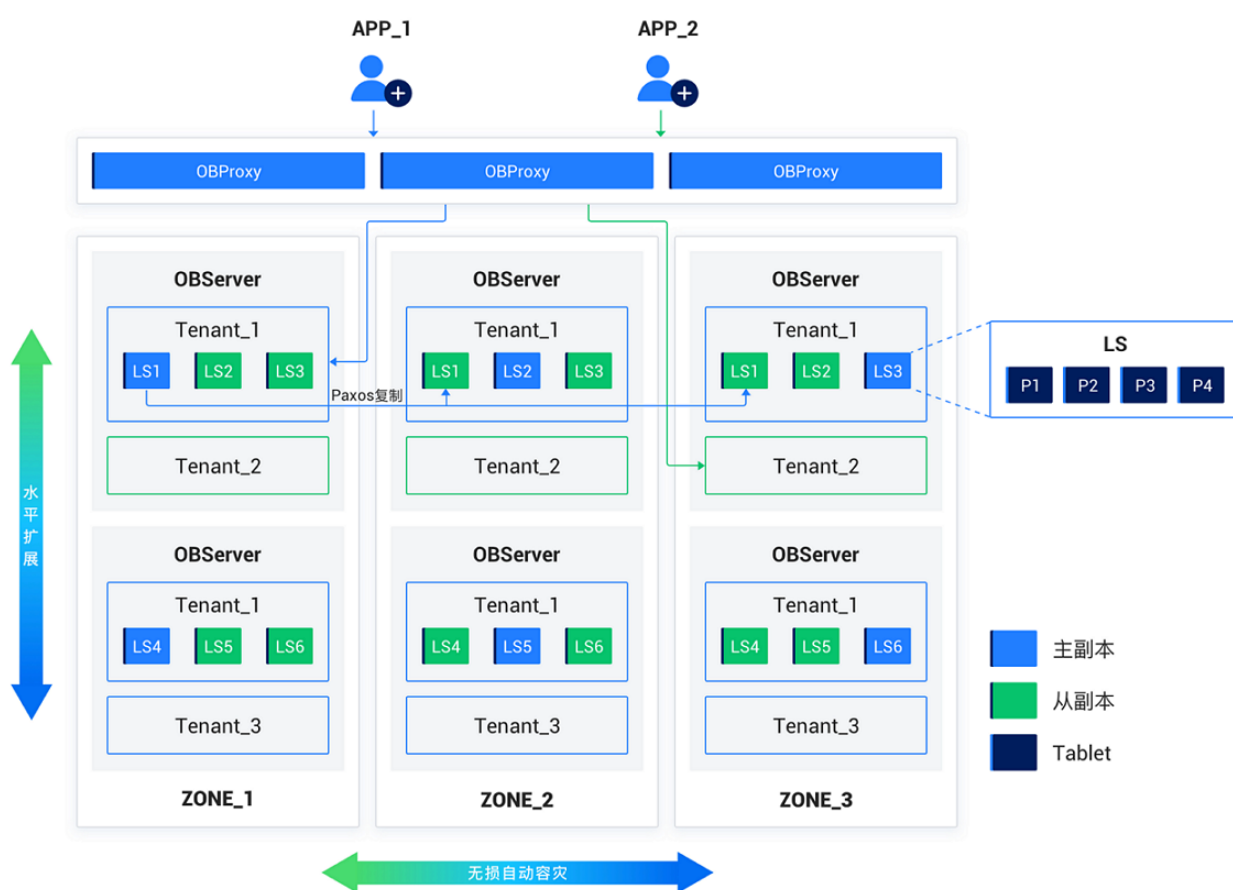 APP_1
APP_2
OBProxy
OBProxy
OBProxy
OBServer
OBServer
OBServer
Tenant_1
Tenant_1
Tenant_1
LS1
LS2
LS3
LS1
LS2
LS3
LS1
LS2
LS3
Paxos复制
Tenant_2
Tenant_2
Tenant_2
LS
P1
P2
P3
P4
水平扩展
OBServer
OBServer
OBServer
Tenant_1
Tenant_1
Tenant_1
LS4
LS5
LS6
LS4
LS5
LS6
LS4
LS5
LS6
Tenant_3
Tenant_3
Tenant_3
ZONE_1
ZONE_2
ZONE_3
主副本
从副本
Tablet
无损自动容灾